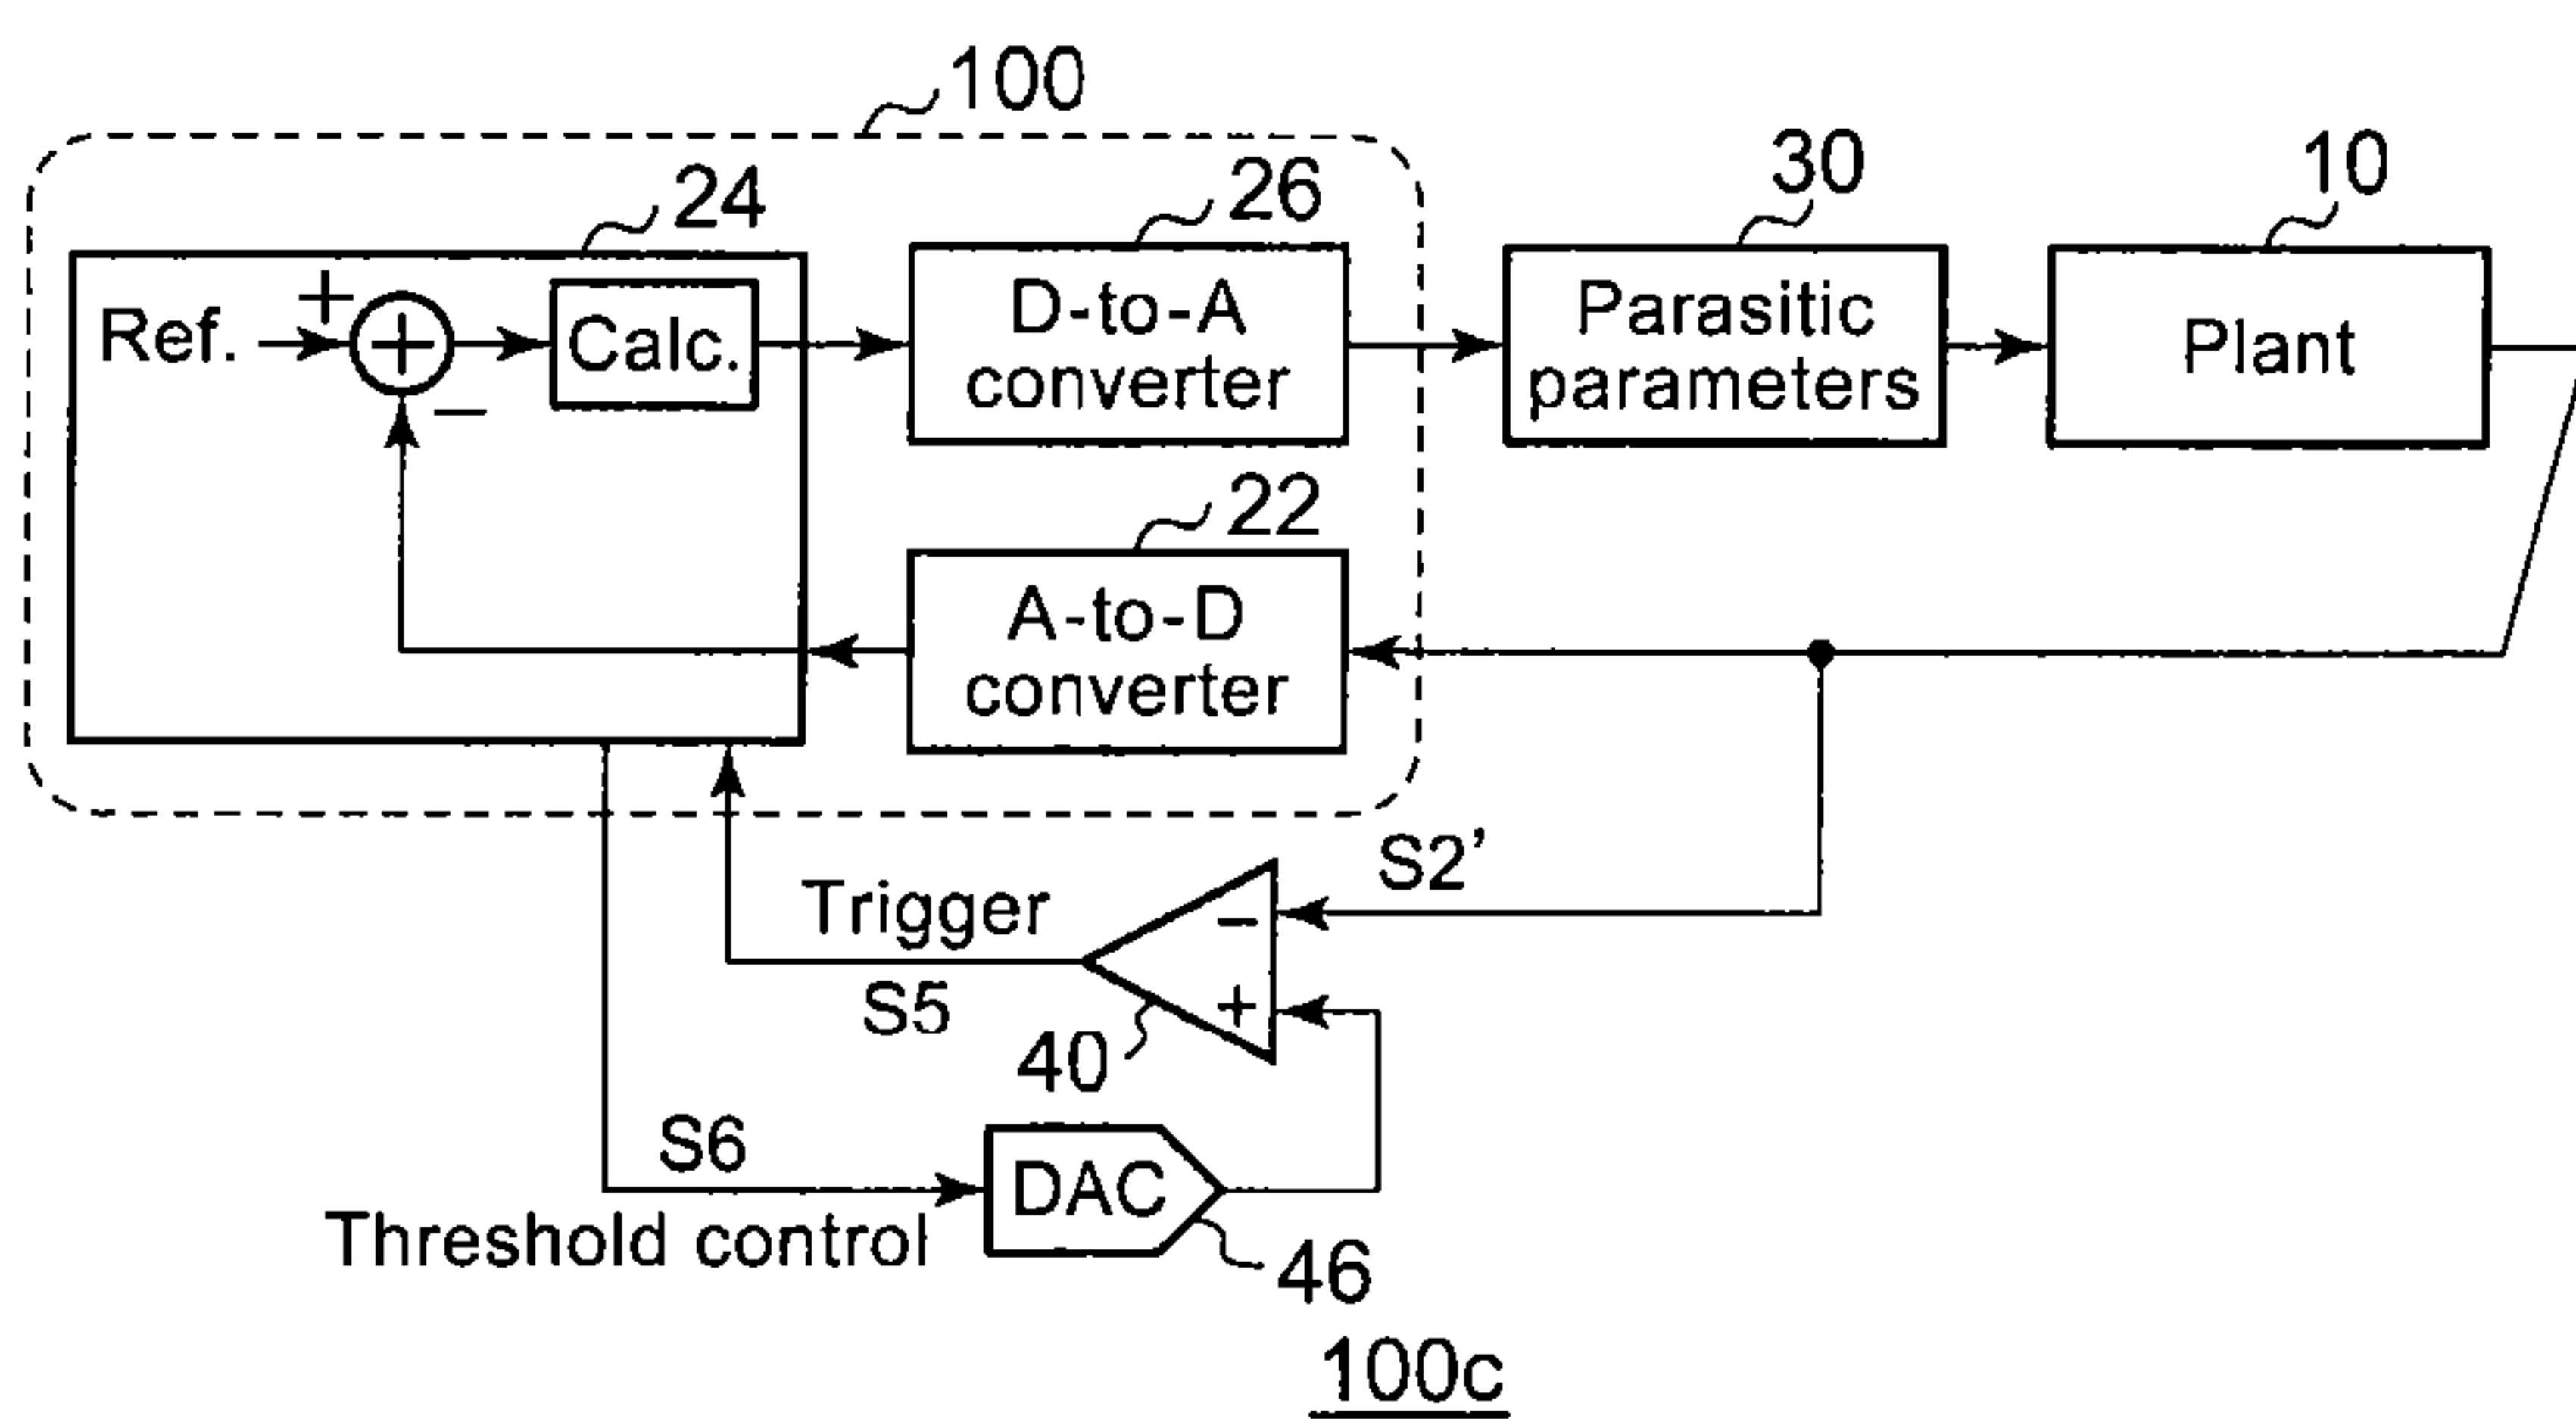 100
24
26
30
10
+
Ref.
+
Calc.
−
D-to-A
converter
Parasitic
parameters
Plant
22
A-to-D
converter
S2’
Trigger
−
S5
+
40
S6
DAC
Threshold control
46
100c